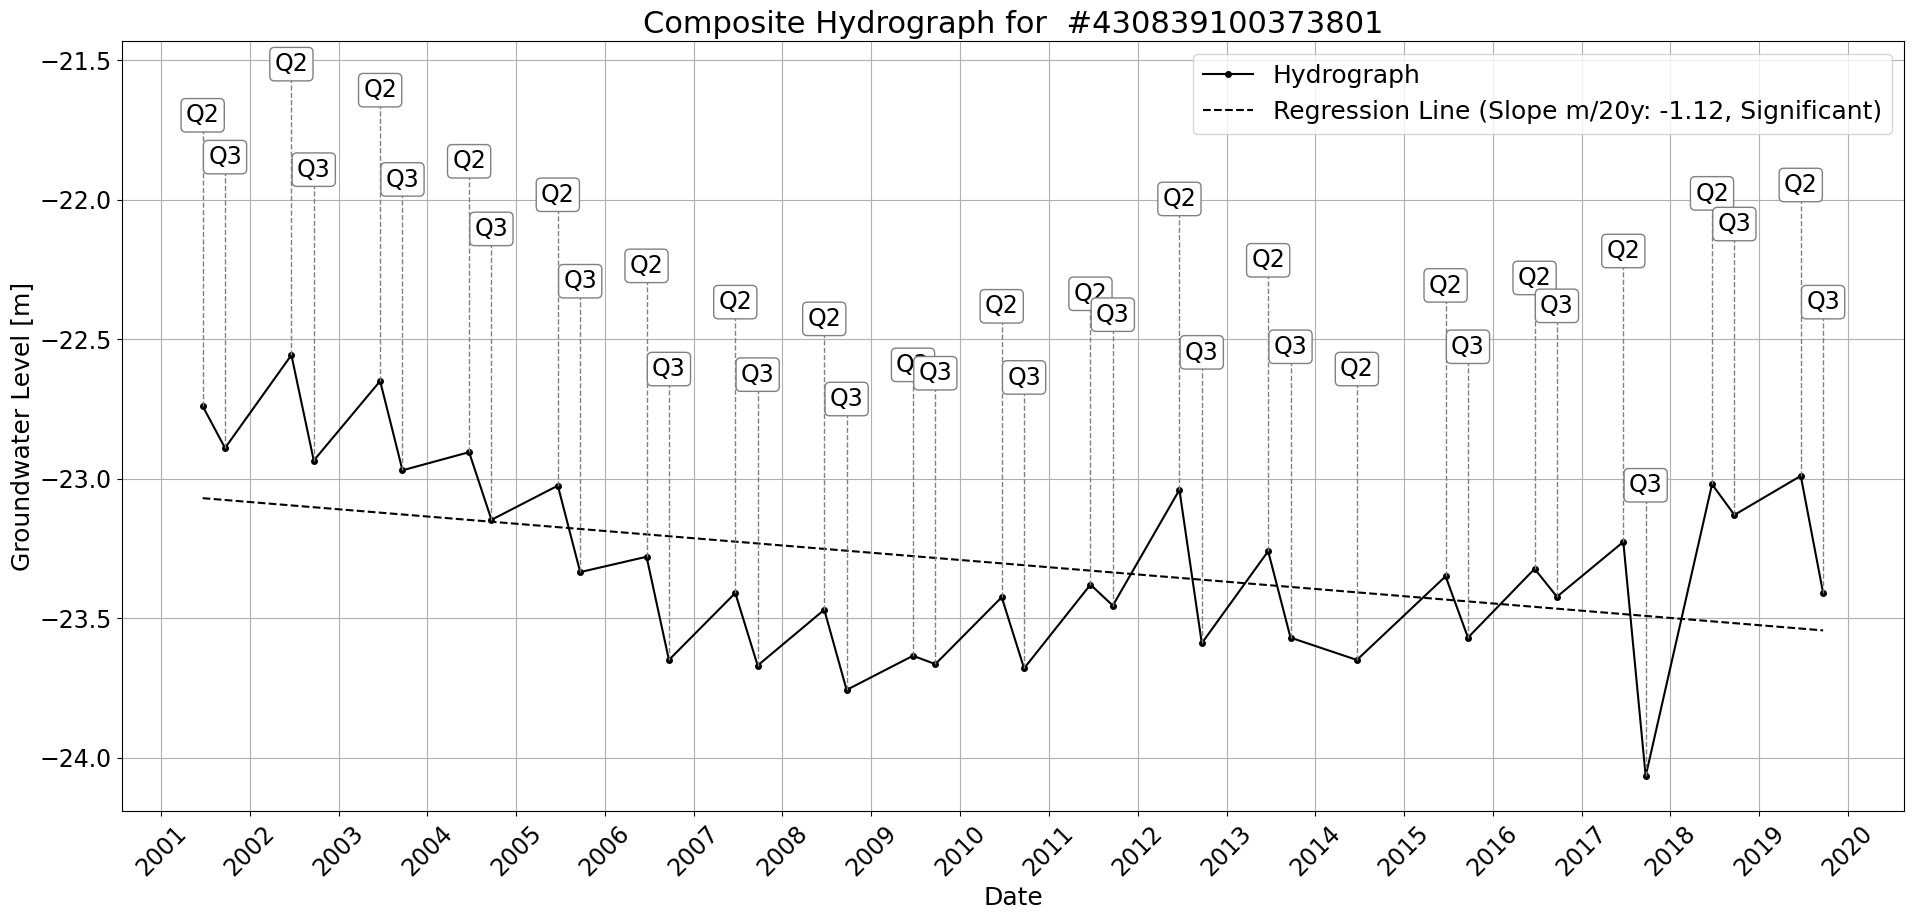 Composite Hydrograph for  #430839100373801
Hydrograph
Regression Line (Slope m/20y: -1.12, Significant)
Groundwater Level [m]
−21.5
−22.0
−22.5
−23.0
−23.5
−24.0
Q2
Q3
Q2
Q3
Q2
Q3
Q2
Q3
Q2
Q3
Q2
Q3
Q2
Q3
Q2
Q3
Q2
Q3
Q2
Q3
Q2
Q3
Q2
Q3
Q2
Q3
Q2
Q2
Q3
Q2
Q3
Q2
Q3
Q2
Q3
Q2
Q3
2001
2002
2003
2004
2005
2006
2007
2008
2009
2010
2011
2012
2013
2014
2015
2016
2017
2018
2019
2020
Date